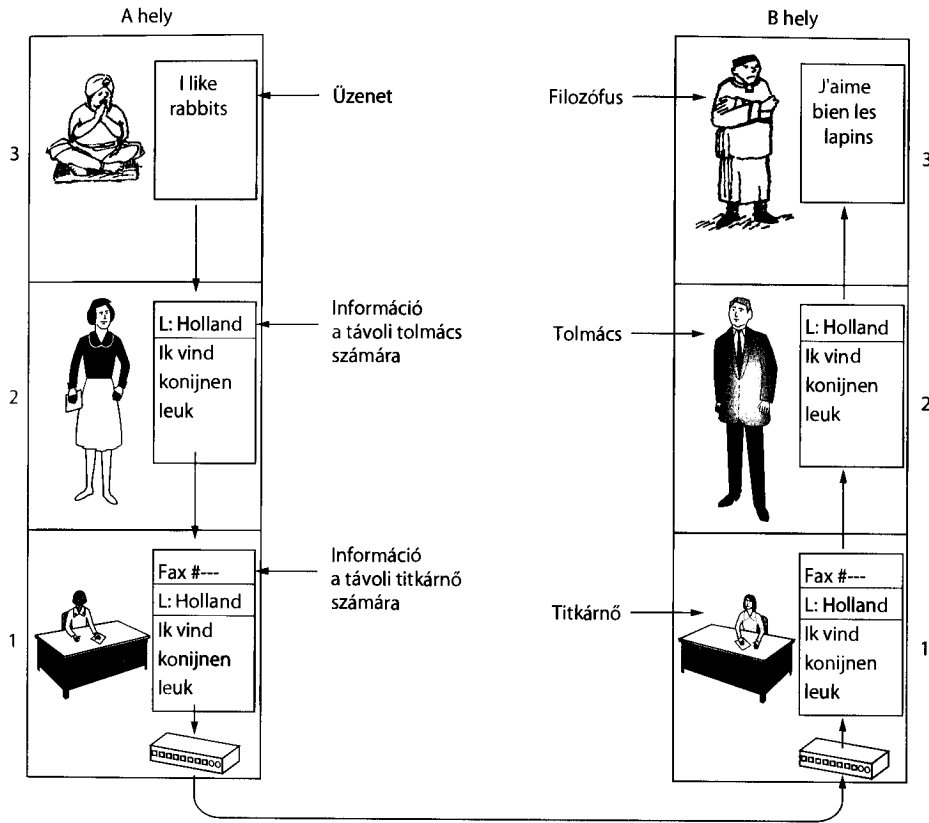 A hely
B hely
I like
rabbits
Üzenet
Filozófus
J'aime
bien les
lapins
3
3
L: Holland
Ik vind
konijnen
leuk
Információ
a távoli tolmács
számára
Tolmács
L: Holland
Ik vind
konijnen
leuk
2
2
Fax #---
L: Holland
Ik vind
konijnen
leuk
Információ
a távoli titkárnő
számára
Titkárnő
Fax #---
L: Holland
Ik vind
konijnen
leuk
1
1